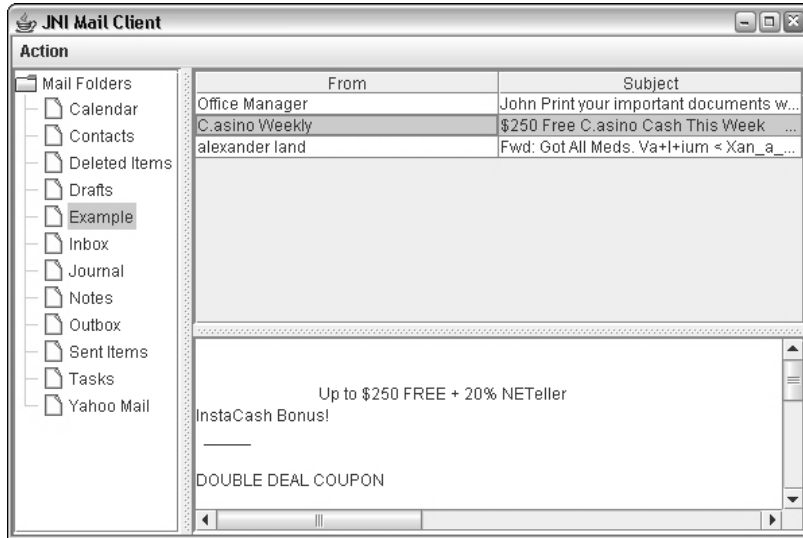 JNI Mail Client
Action
Mail Folders
Calendar
Contacts
Deleted Items
Drafts
Example
Inbox
Journal
Notes
Outbox
Sent Items
Tasks
Yahoo Mail
From Subject
Office Manager John Print your important documents w...
C.asino Weekly $250 Free C.asino Cash This Week ...
alexander land Fwd: Got All Meds. Va+l+ium < Xan_a_...
Up to $250 FREE + 20% NETeller
InstaCash Bonus!
_____
DOUBLE DEAL COUPON